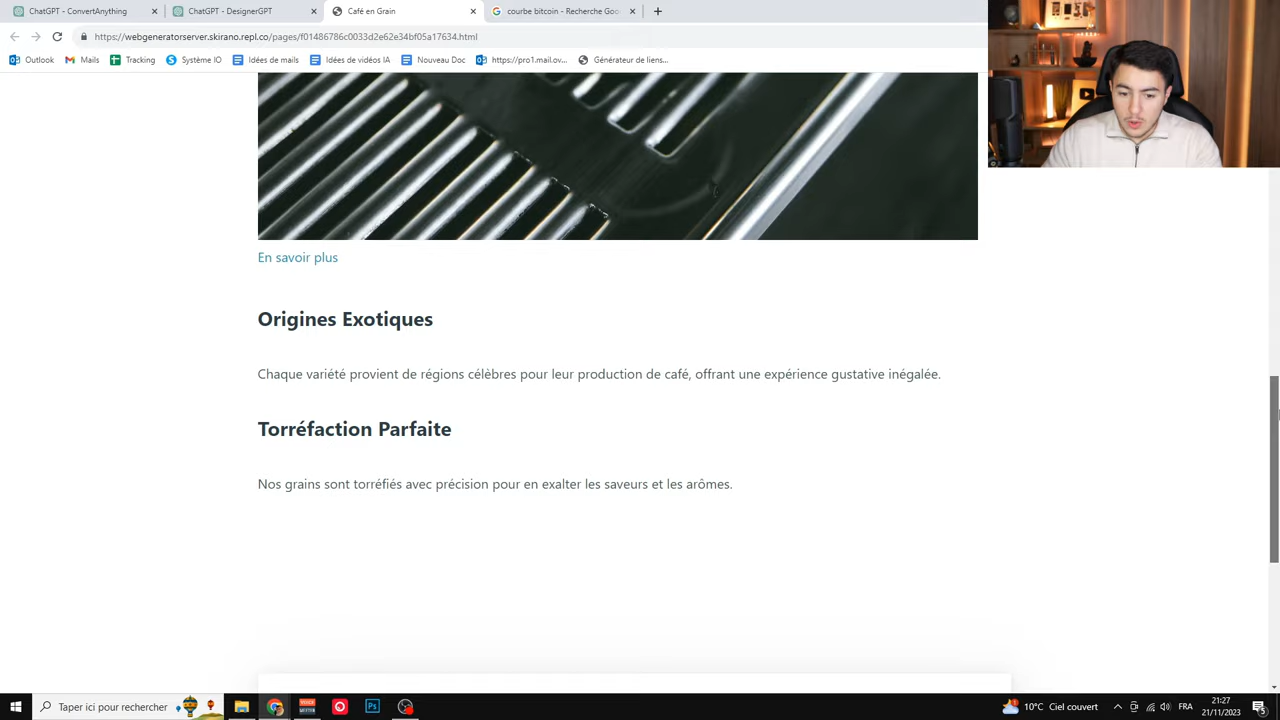 ChatGPT - ConvertAnything
ChatGPT - DesignerGPT
Café en Grain
courbe bitcoin - Recherche Goo
https://webgeneratorserver.skirano.repl.co/pages/f01486786c0033d2e62e34bf05a17634.html
Outlook
Mails
Tracking
Système IO
Idées de mails
Idées de vidéos IA
Nouveau Doc
https://pro1.mail.ov...
Générateur de liens...
En savoir plus
Origines Exotiques
Chaque variété provient de régions célèbres pour leur production de café, offrant une expérience gustative inégalée.
Torréfaction Parfaite
Nos grains sont torréfiés avec précision pour en exalter les saveurs et les arômes.
Taper ici pour rechercher
Ps
10°C Ciel couvert
FRA
21:27
21/11/2023